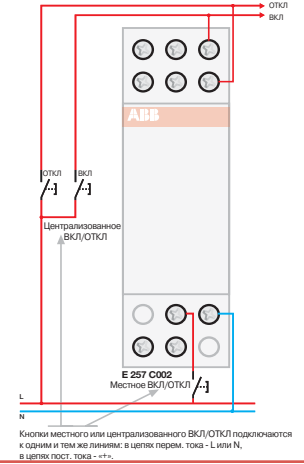 ОТКЛ
ВКЛ
ABB
ОТКЛ
ВКЛ
Централизованное
ВКЛ/ОТКЛ
E 257 C002
Местное ВКЛ/ОТКЛ
L
N
Кнопки местного или централизованного ВКЛ/ОТКЛ подключаются
к одним и тем же линиям: в цепях перем. тока - L или N,
в цепях пост. тока - «+».